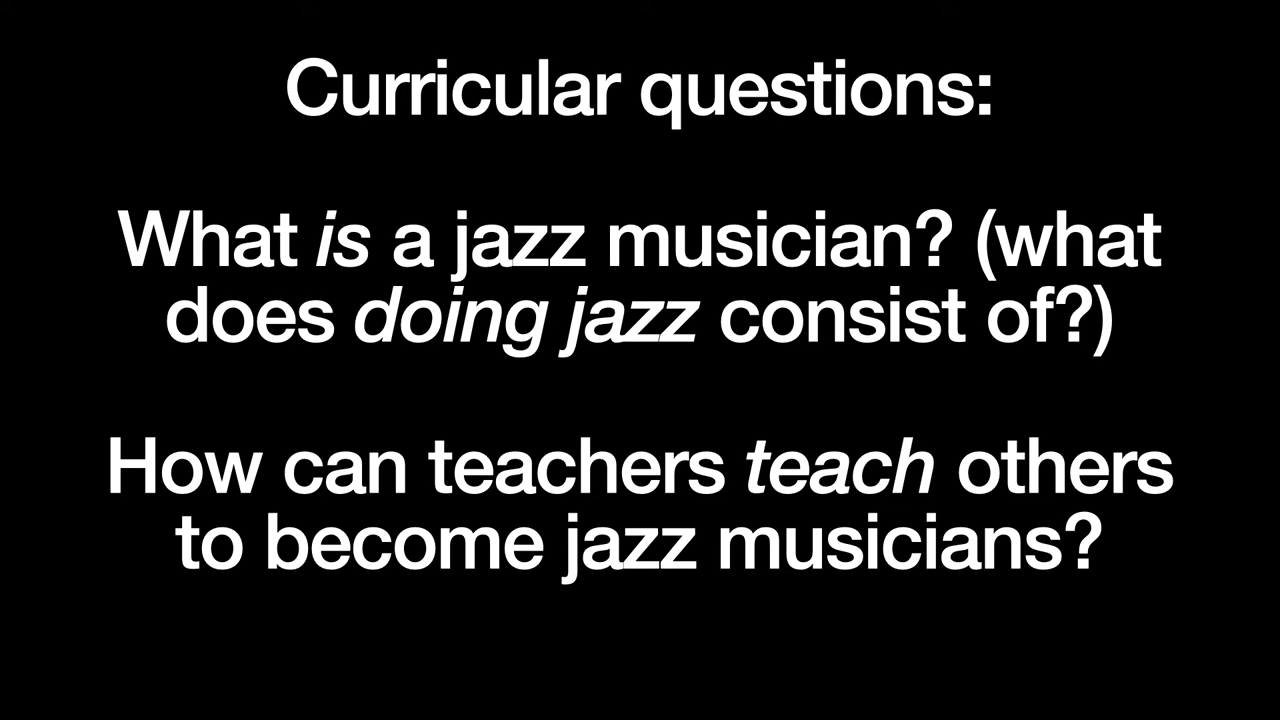 Curricular questions:
What is a jazz musician? (what
does doing jazz consist of?)
How can teachers teach others
to become jazz musicians?